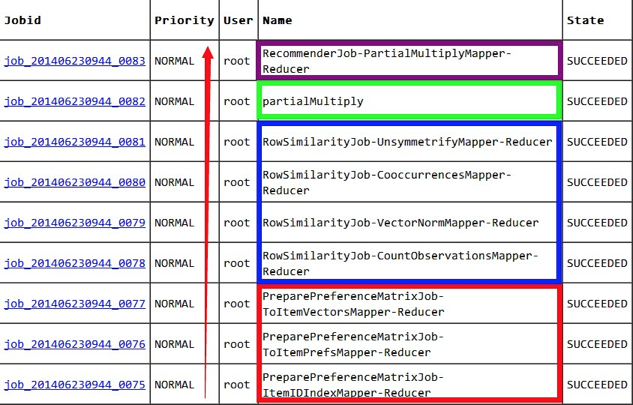 Jobid Priority User Name State
job_201406230944_0083 NORMAL root RecommenderJob-PartialMultiplyMapper-
Reducer SUCCEEDED
job_201406230944_0082 NORMAL root partialMultiply SUCCEEDED
job_201406230944_0081 NORMAL root RowSimilarityJob-UnsymmetrifyMapper-Reducer SUCCEEDED
job_201406230944_0080 NORMAL root RowSimilarityJob-CooccurrencesMapper-
Reducer SUCCEEDED
job_201406230944_0079 NORMAL root RowSimilarityJob-VectorNormMapper-Reducer SUCCEEDED
job_201406230944_0078 NORMAL root RowSimilarityJob-CountObservationsMapper-
Reducer SUCCEEDED
job_201406230944_0077 NORMAL root PreparePreferenceMatrixJob-
ToItemVectorsMapper-Reducer SUCCEEDED
job_201406230944_0076 NORMAL root PreparePreferenceMatrixJob-
ToItemPrefsMapper-Reducer SUCCEEDED
job_201406230944_0075 NORMAL root PreparePreferenceMatrixJob-
ItemIDIndexMapper-Reducer SUCCEEDED